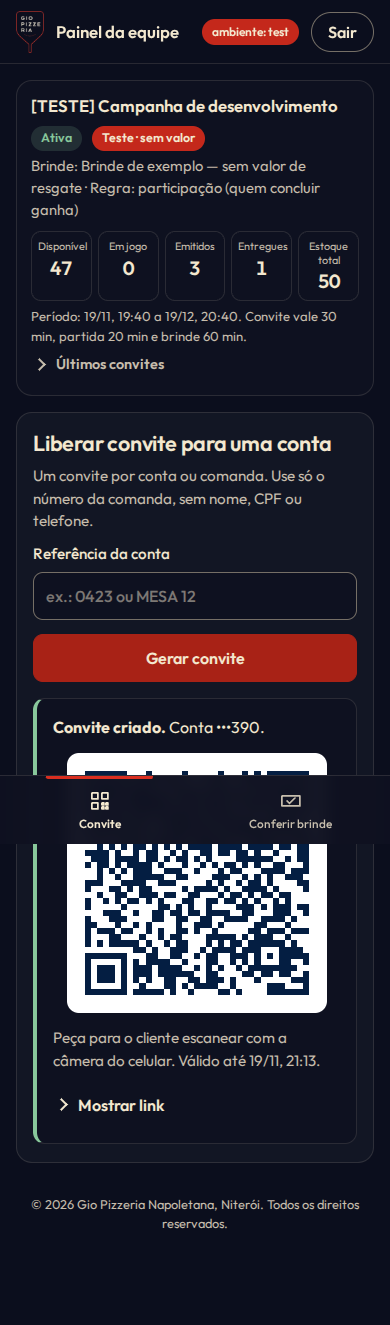 GIO
PIZZE
RIA
Painel da equipe
ambiente: test
Sair
[TESTE] Campanha de desenvolvimento
Ativa
Teste · sem valor
Brinde: Brinde de exemplo — sem valor de
resgate · Regra: participação (quem concluir
ganha)
Disponível
47
Em jogo
0
Emitidos
3
Entregues
1
Estoque
total
50
Período: 19/11, 19:40 a 19/12, 20:40. Convite vale 30
min, partida 20 min e brinde 60 min.
Últimos convites
Liberar convite para uma conta
Um convite por conta ou comanda. Use só o
número da comanda, sem nome, CPF ou
telefone.
Referência da conta
ex.: 0423 ou MESA 12
Gerar convite
Convite criado. Conta •••390.
Convite
Conferir brinde
Peça para o cliente escanear com a
câmera do celular. Válido até 19/11, 21:13.
Mostrar link
© 2026 Gio Pizzeria Napoletana, Niterói. Todos os direitos
reservados.